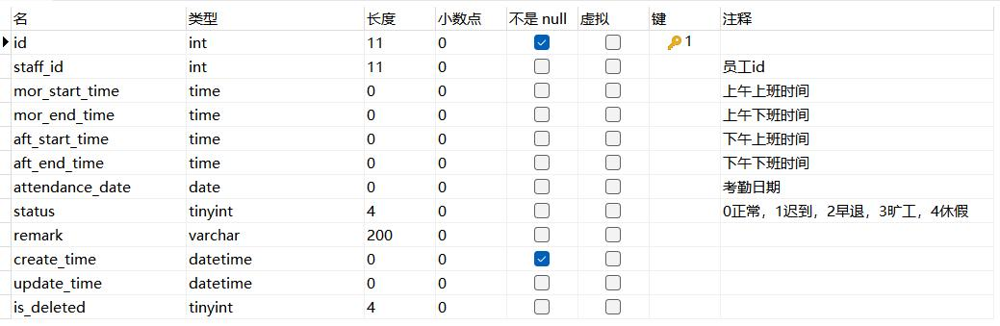 名 类型 长度 小数点 不是 null 虚拟 键 注释
id int 11 0 1
staff_id int 11 0 员工id
mor_start_time time 0 0 上午上班时间
mor_end_time time 0 0 上午下班时间
aft_start_time time 0 0 下午上班时间
aft_end_time time 0 0 下午下班时间
attendance_date date 0 0 考勤日期
status tinyint 4 0 0正常，1迟到，2早退，3旷工，4休假
remark varchar 200 0
create_time datetime 0 0
update_time datetime 0 0
is_deleted tinyint 4 0